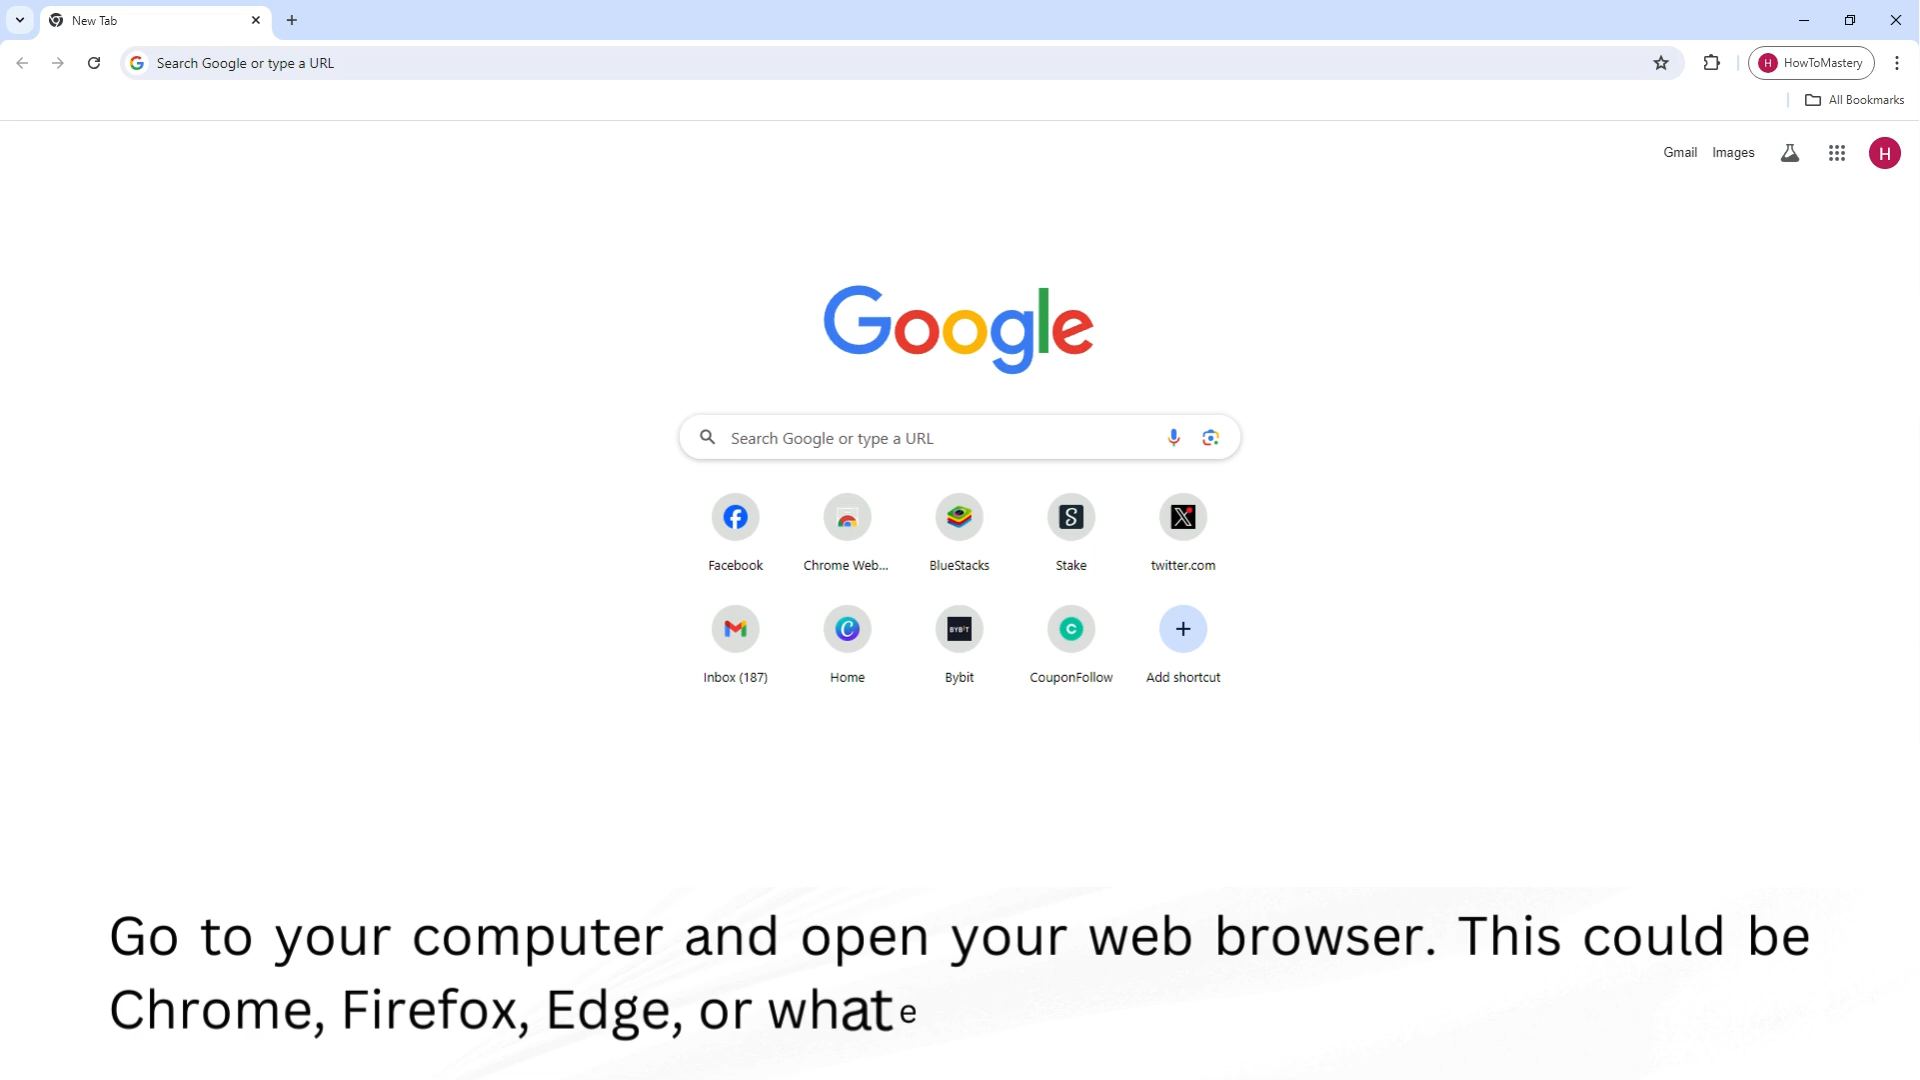 New Tab
Search Google or type a URL
H HowToMastery
All Bookmarks
Gmail Images H
Google
Search Google or type a URL
Facebook Chrome Web... BlueStacks Stake twitter.com
BYBIT
Inbox (187) Home Bybit CouponFollow Add shortcut
Go to your computer and open your web browser. This could be
Chrome, Firefox, Edge, or whate